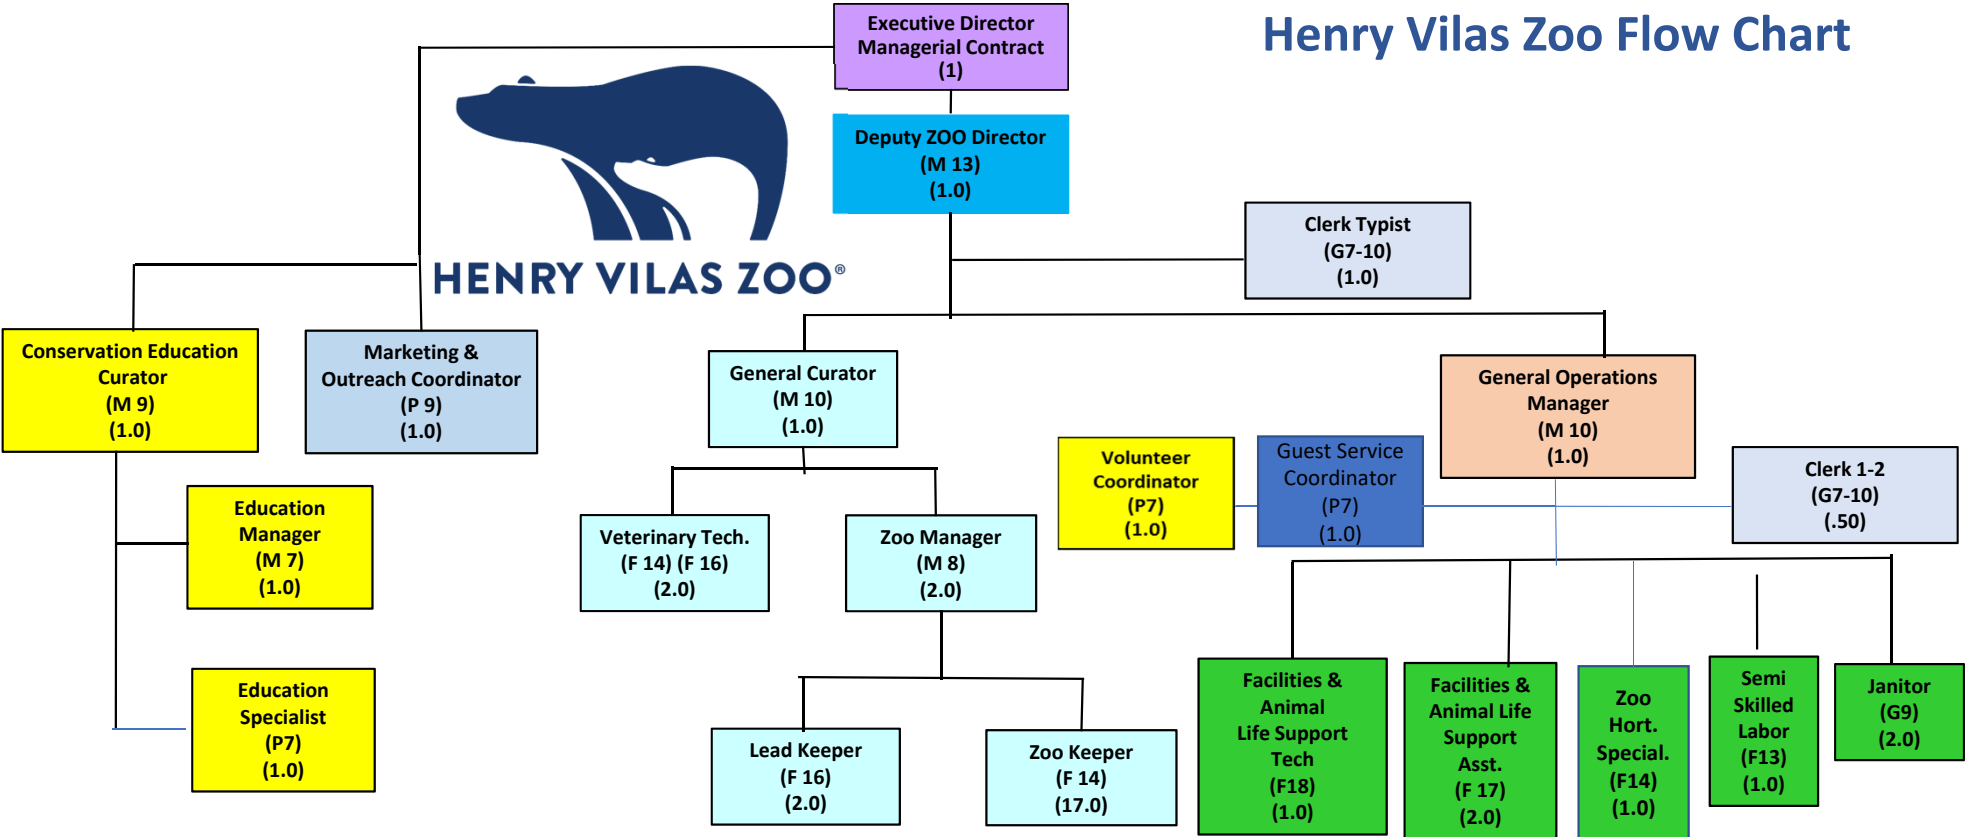 Henry Vilas Zoo Flow Chart
Executive Director
Managerial Contract
(1)
Deputy ZOO Director
(M 13)
(1.0)
HENRY VILAS ZOO®
Clerk Typist
(G7-10)
(1.0)
Conservation Education
Curator
(M 9)
(1.0)
Marketing &
Outreach Coordinator
(P 9)
(1.0)
General Curator
(M 10)
(1.0)
General Operations
Manager
(M 10)
(1.0)
Volunteer
Coordinator
(P7)
(1.0)
Guest Service
Coordinator
(P7)
(1.0)
Clerk 1-2
(G7-10)
(.50)
Education
Manager
(M 7)
(1.0)
Veterinary Tech.
(F 14) (F 16)
(2.0)
Zoo Manager
(M 8)
(2.0)
Education
Specialist
(P7)
(1.0)
Lead Keeper
(F 16)
(2.0)
Zoo Keeper
(F 14)
(17.0)
Facilities &
Animal
Life Support
Tech
(F18)
(1.0)
Facilities &
Animal Life
Support
Asst.
(F 17)
(2.0)
Zoo
Hort.
Special.
(F14)
(1.0)
Semi
Skilled
Labor
(F13)
(1.0)
Janitor
(G9)
(2.0)